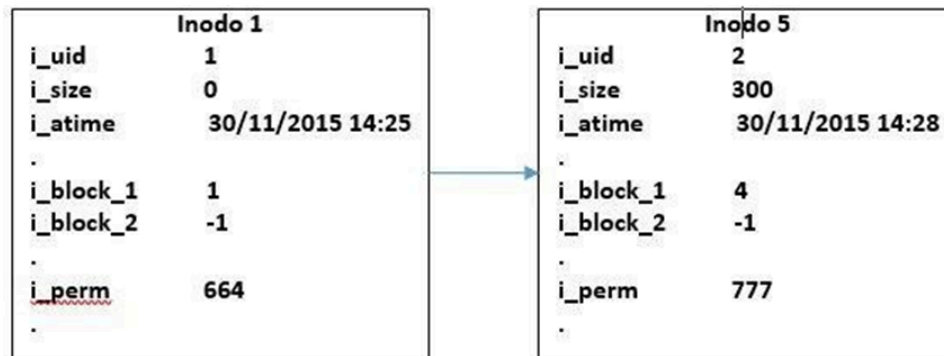 Inodo 1
i_uid 1
i_size 0
i_atime 30/11/2015 14:25
.
i_block_1 1
i_block_2 -1
.
i_perm 664
.
Inodo 5
i_uid 2
i_size 300
i_atime 30/11/2015 14:28
.
i_block_1 4
i_block_2 -1
.
i_perm 777
.